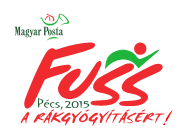 Magyar Posta
FUSS
Pécs, 2015
A RÁKGYÓGYÍTÁSÉRT!